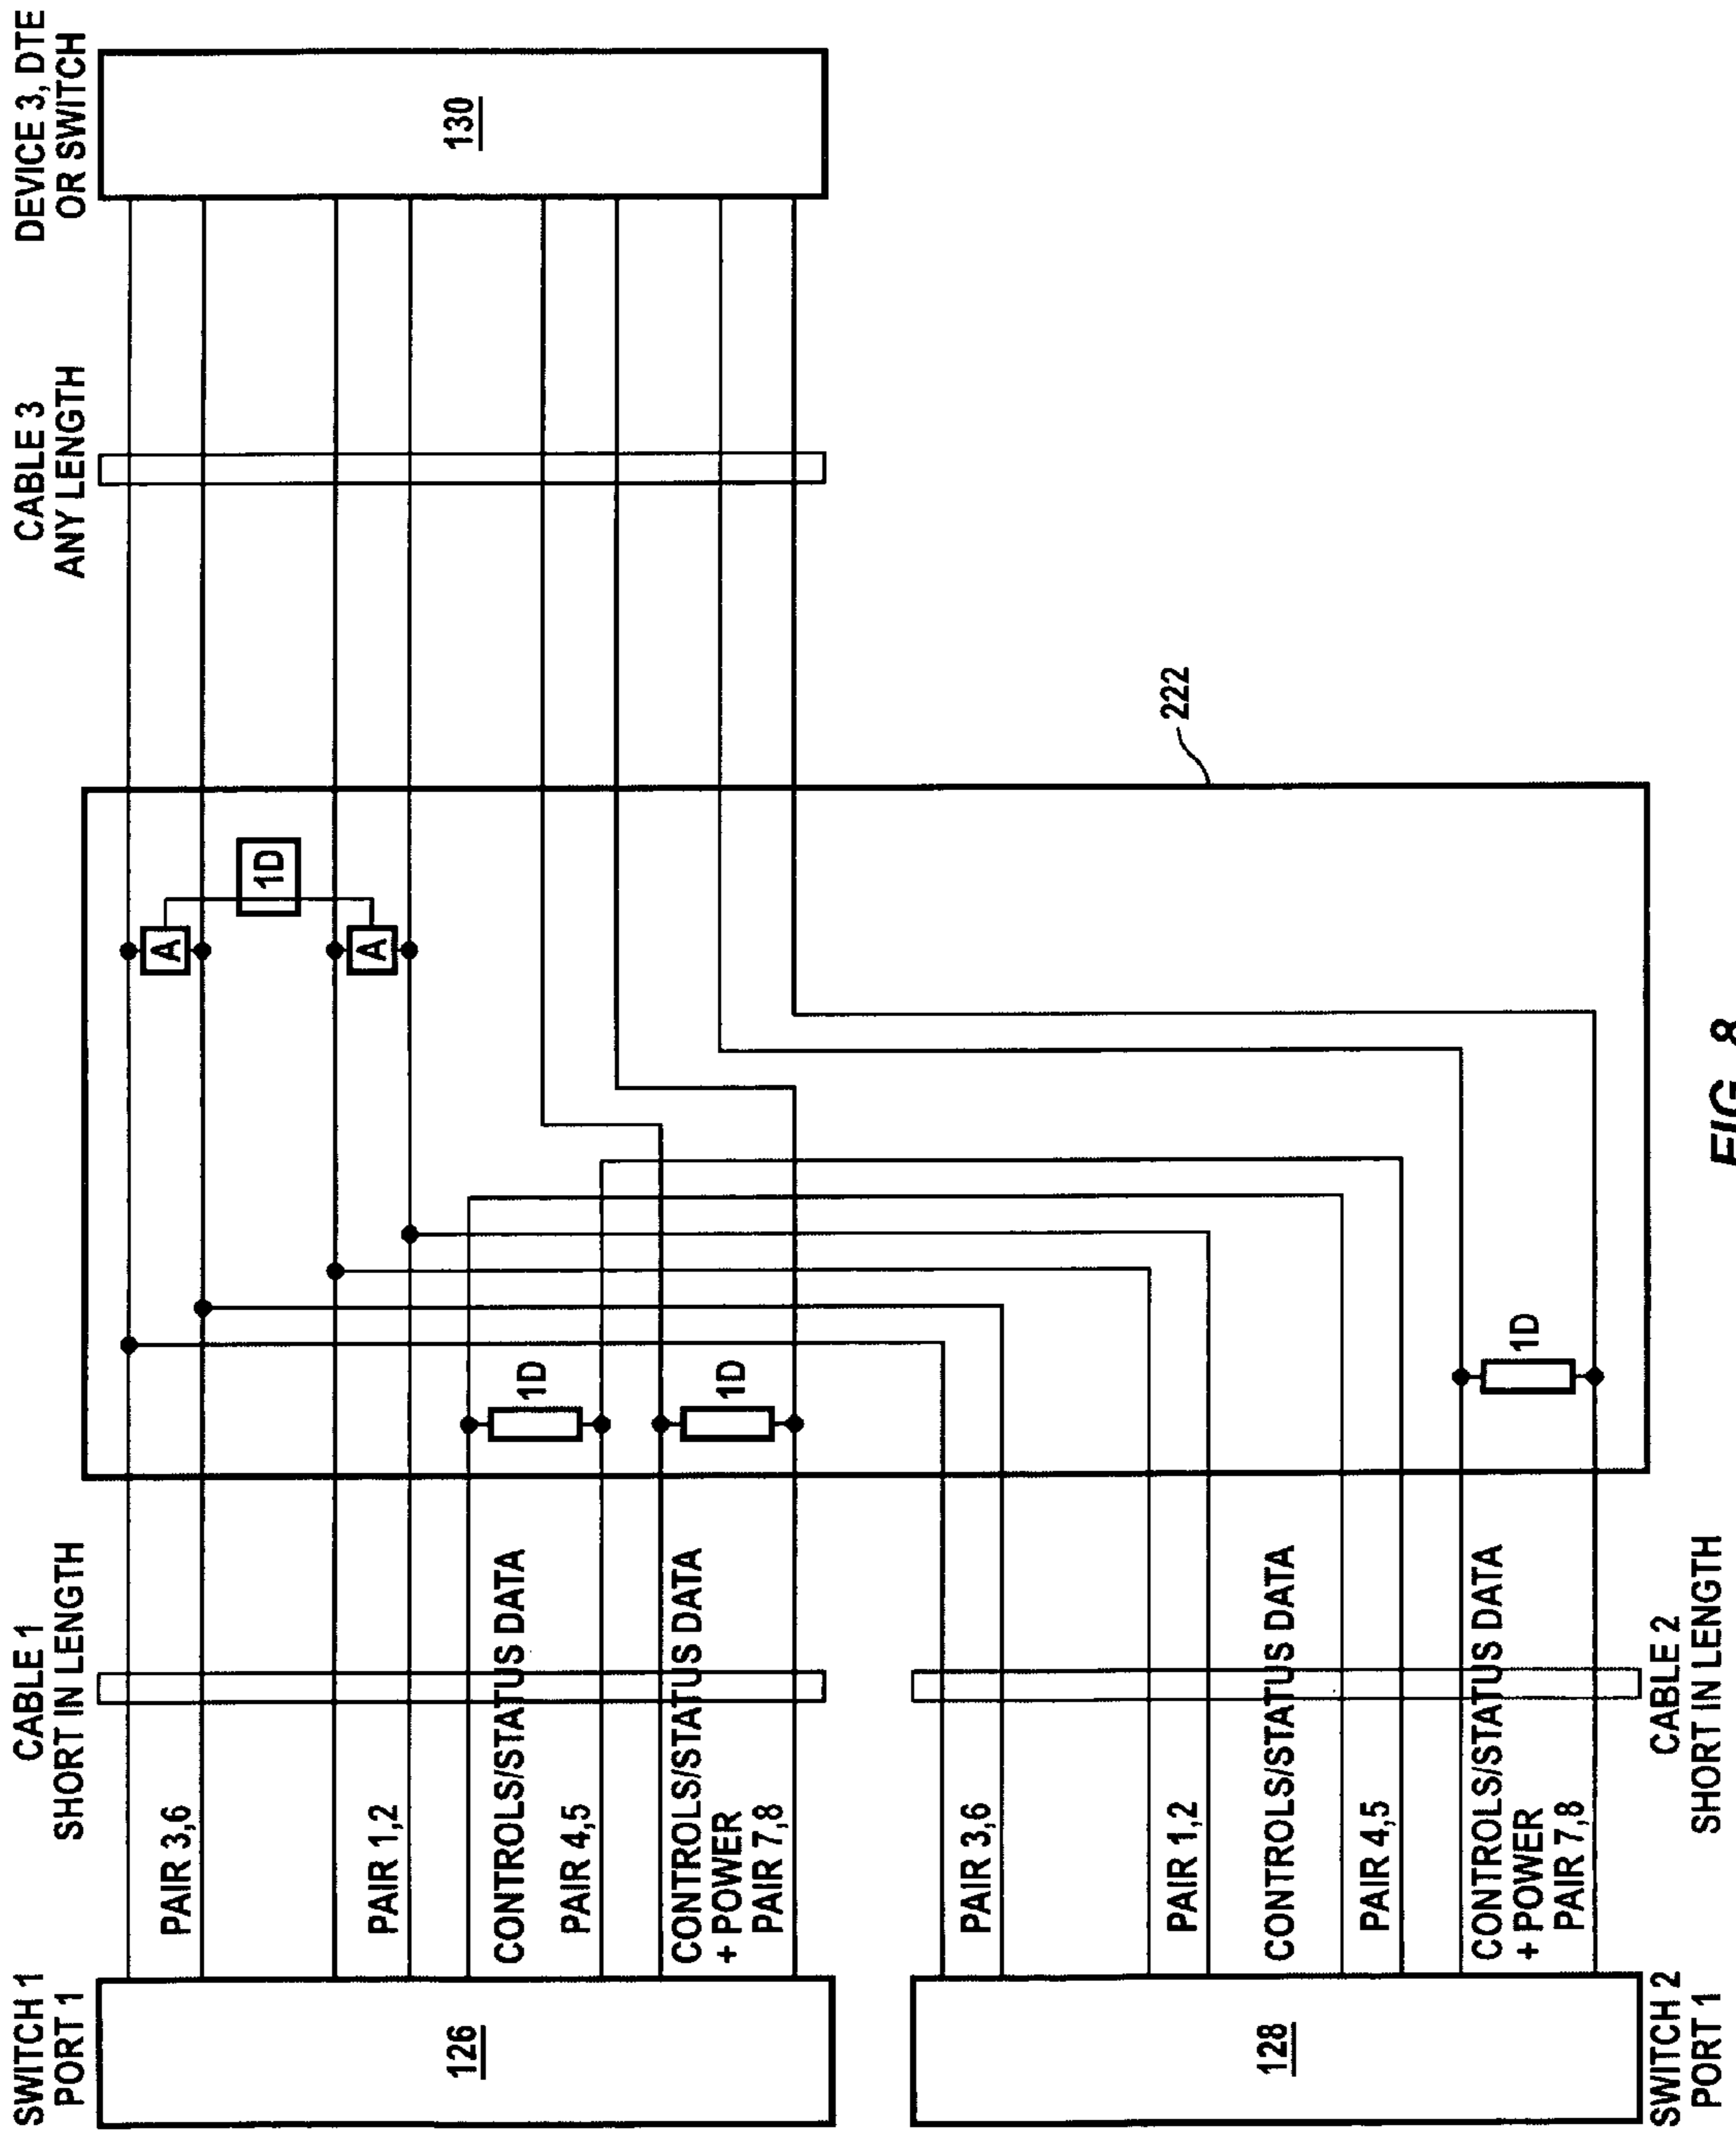 SWITCH 1
PORT 1
CABLE 1
SHORT IN LENGTH
CABLE 3
ANY LENGTH
DEVICE 3, DTE
OR SWITCH
126
PAIR 3,6
PAIR 1,2
CONTROLS/STATUS DATA
PAIR 4,5
CONTROLS/STATUS DATA
+ POWER
PAIR 7,8
1D
1D
A
A
1D
130
222
128
PAIR 3,6
PAIR 1,2
CONTROLS/STATUS DATA
PAIR 4,5
CONTROLS/STATUS DATA
+ POWER
PAIR 7,8
1D
SWITCH 2
PORT 1
CABLE 2
SHORT IN LENGTH
FIG. 8